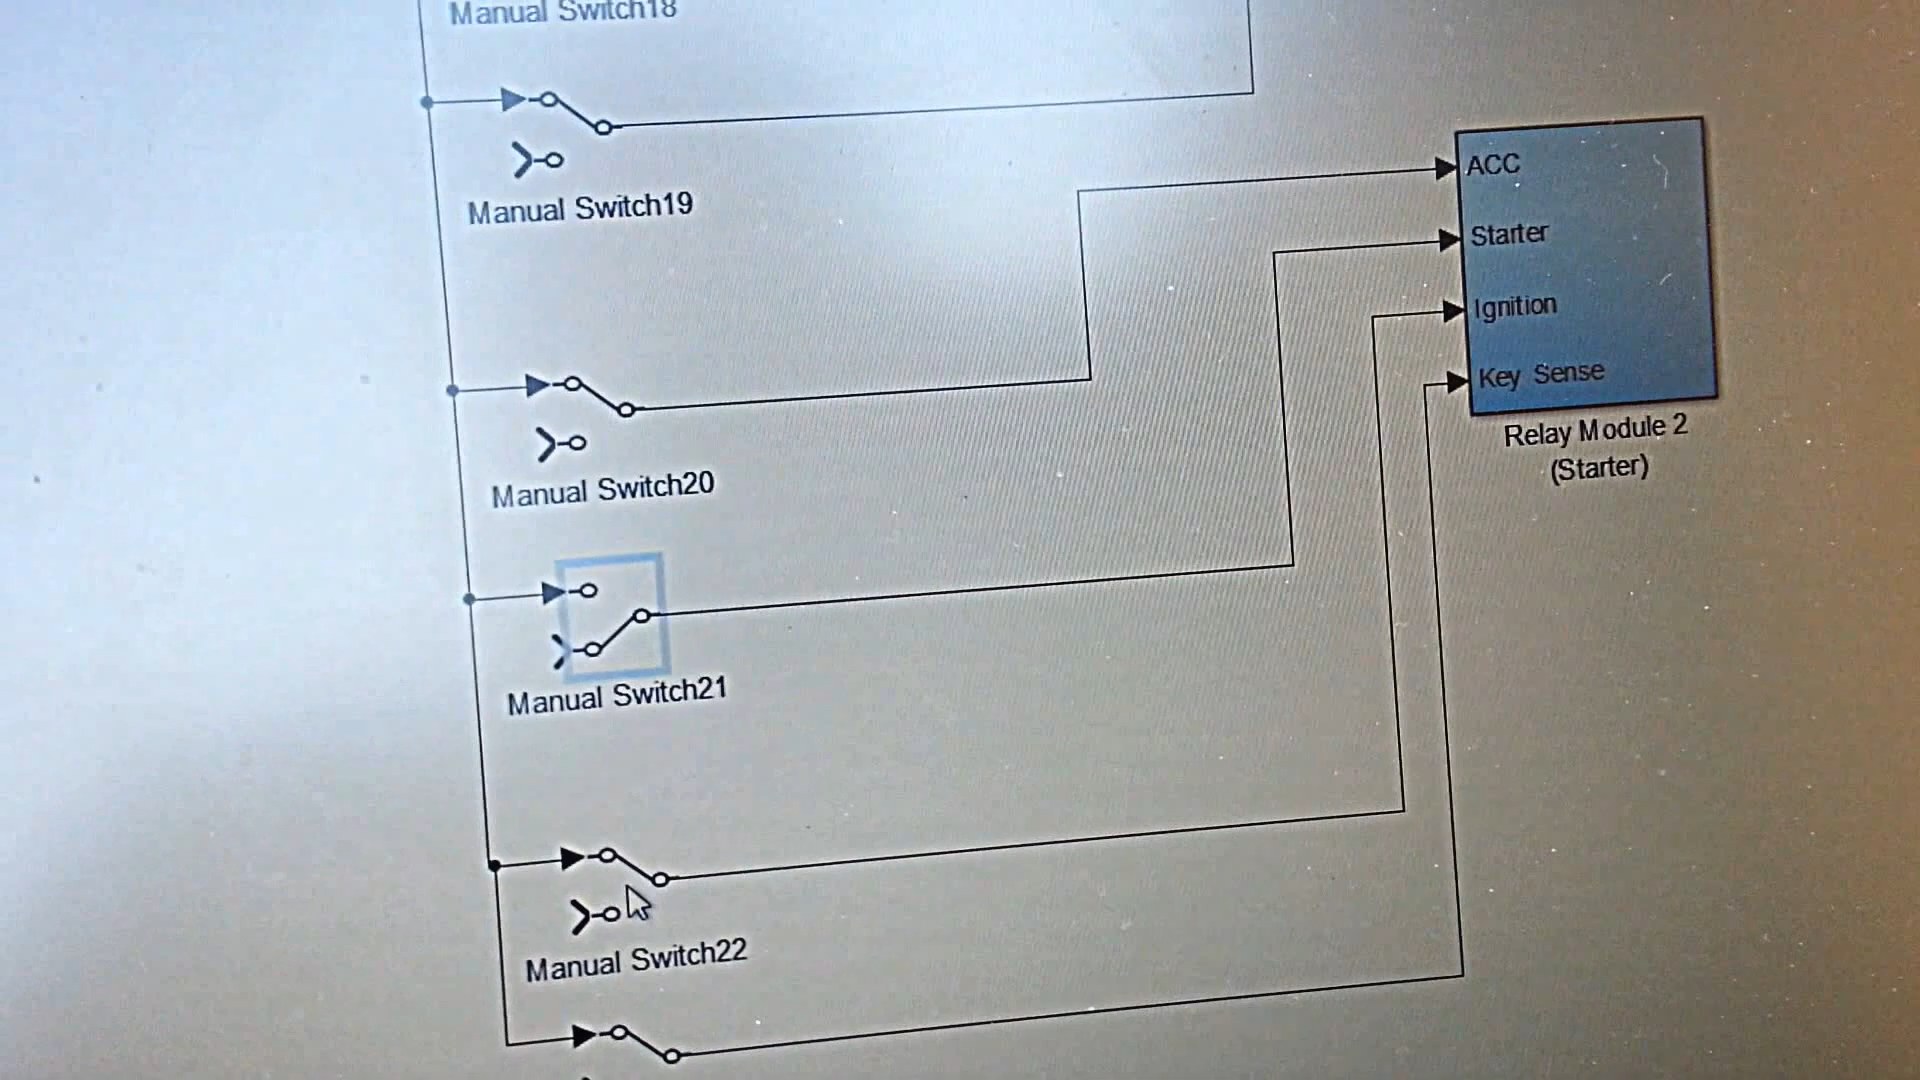 Manual Switch18
Manual Switch19
ACC
Starter
Ignition
Key Sense
Relay Module 2
(Starter)
Manual Switch20
Manual Switch21
Manual Switch22